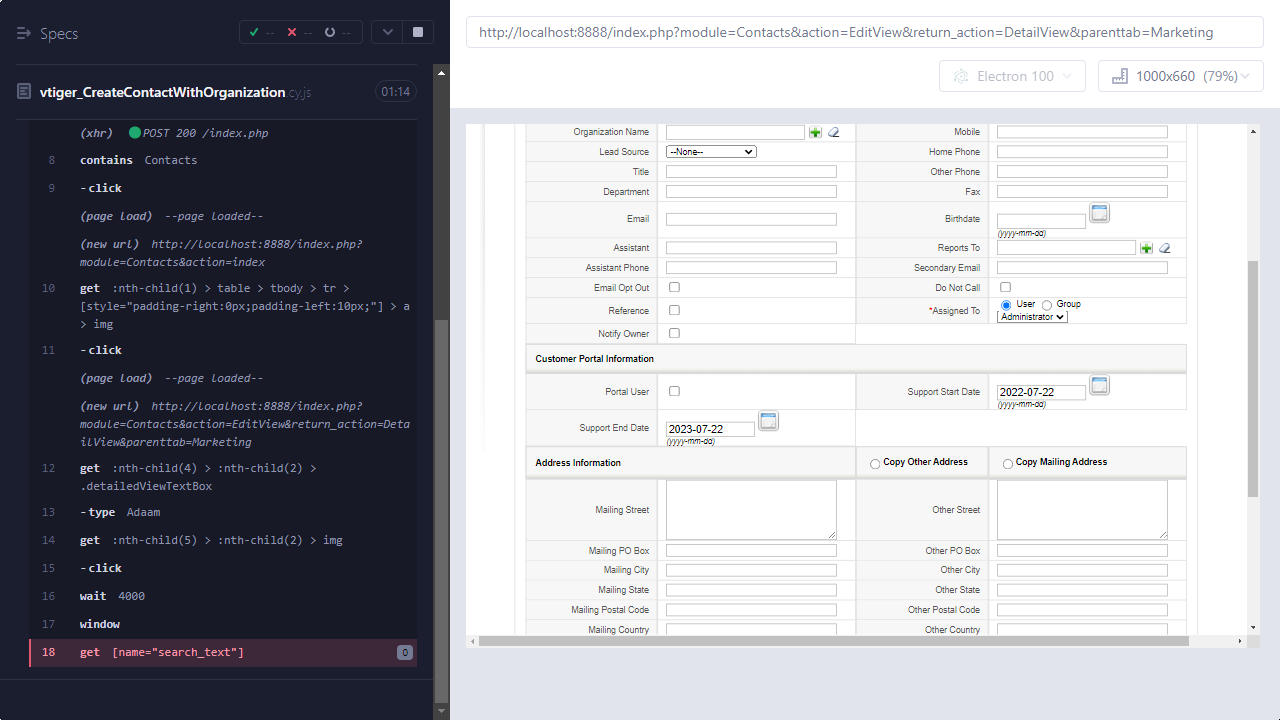 Specs
-- -- --
vtiger_CreateContactWithOrganization.cy.js 01:14
(xhr) POST 200 /index.php
8 contains Contacts
9 -click
(page load) --page loaded--
(new url) http://localhost:8888/index.php?
module=Contacts&action=index
10 get :nth-child(1) > table > tbody > tr >
[style="padding-right:0px;padding-left:10px;"] > a
> img
11 -click
(page load) --page loaded--
(new url) http://localhost:8888/index.php?
module=Contacts&action=EditView&return_action=Deta
ilView&parenttab=Marketing
12 get :nth-child(4) > :nth-child(2) >
.detailedViewTextBox
13 -type Adaam
14 get :nth-child(5) > :nth-child(2) > img
15 -click
16 wait 4000
17 window
18 get [name="search_text"] 0
http://localhost:8888/index.php?module=Contacts&action=EditView&return_action=DetailView&parenttab=Marketing
Electron 100 1000x660 (79%)
Organization Name Mobile
Lead Source --None-- Home Phone
Title Other Phone
Department Fax
Email Birthdate
(yyyy-mm-dd)
Assistant Reports To
Assistant Phone Secondary Email
Email Opt Out Do Not Call
Reference *Assigned To User Group
Administrator
Notify Owner
Customer Portal Information
Portal User Support Start Date 2022-07-22
(yyyy-mm-dd)
Support End Date 2023-07-22
(yyyy-mm-dd)
Address Information Copy Other Address Copy Mailing Address
Mailing Street Other Street
Mailing PO Box Other PO Box
Mailing City Other City
Mailing State Other State
Mailing Postal Code Other Postal Code
Mailing Country Other Country